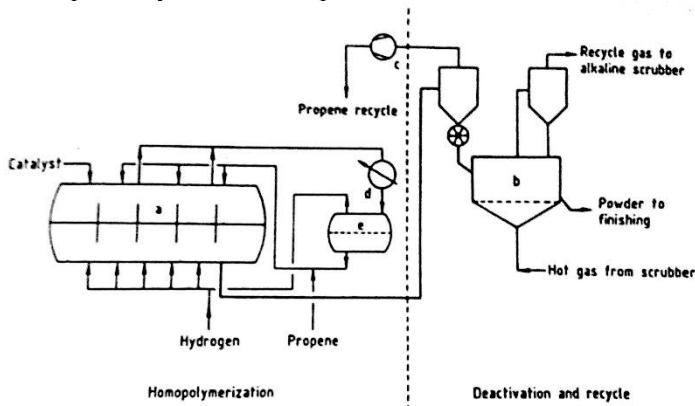 Recycle gas to
alkaline scrubber
c
Propene recycle
Catalyst
a
d
e
b
Powder to
finishing
Hot gas from scrubber
Hydrogen
Propene
Homopolymerization
Deactivation and recycle